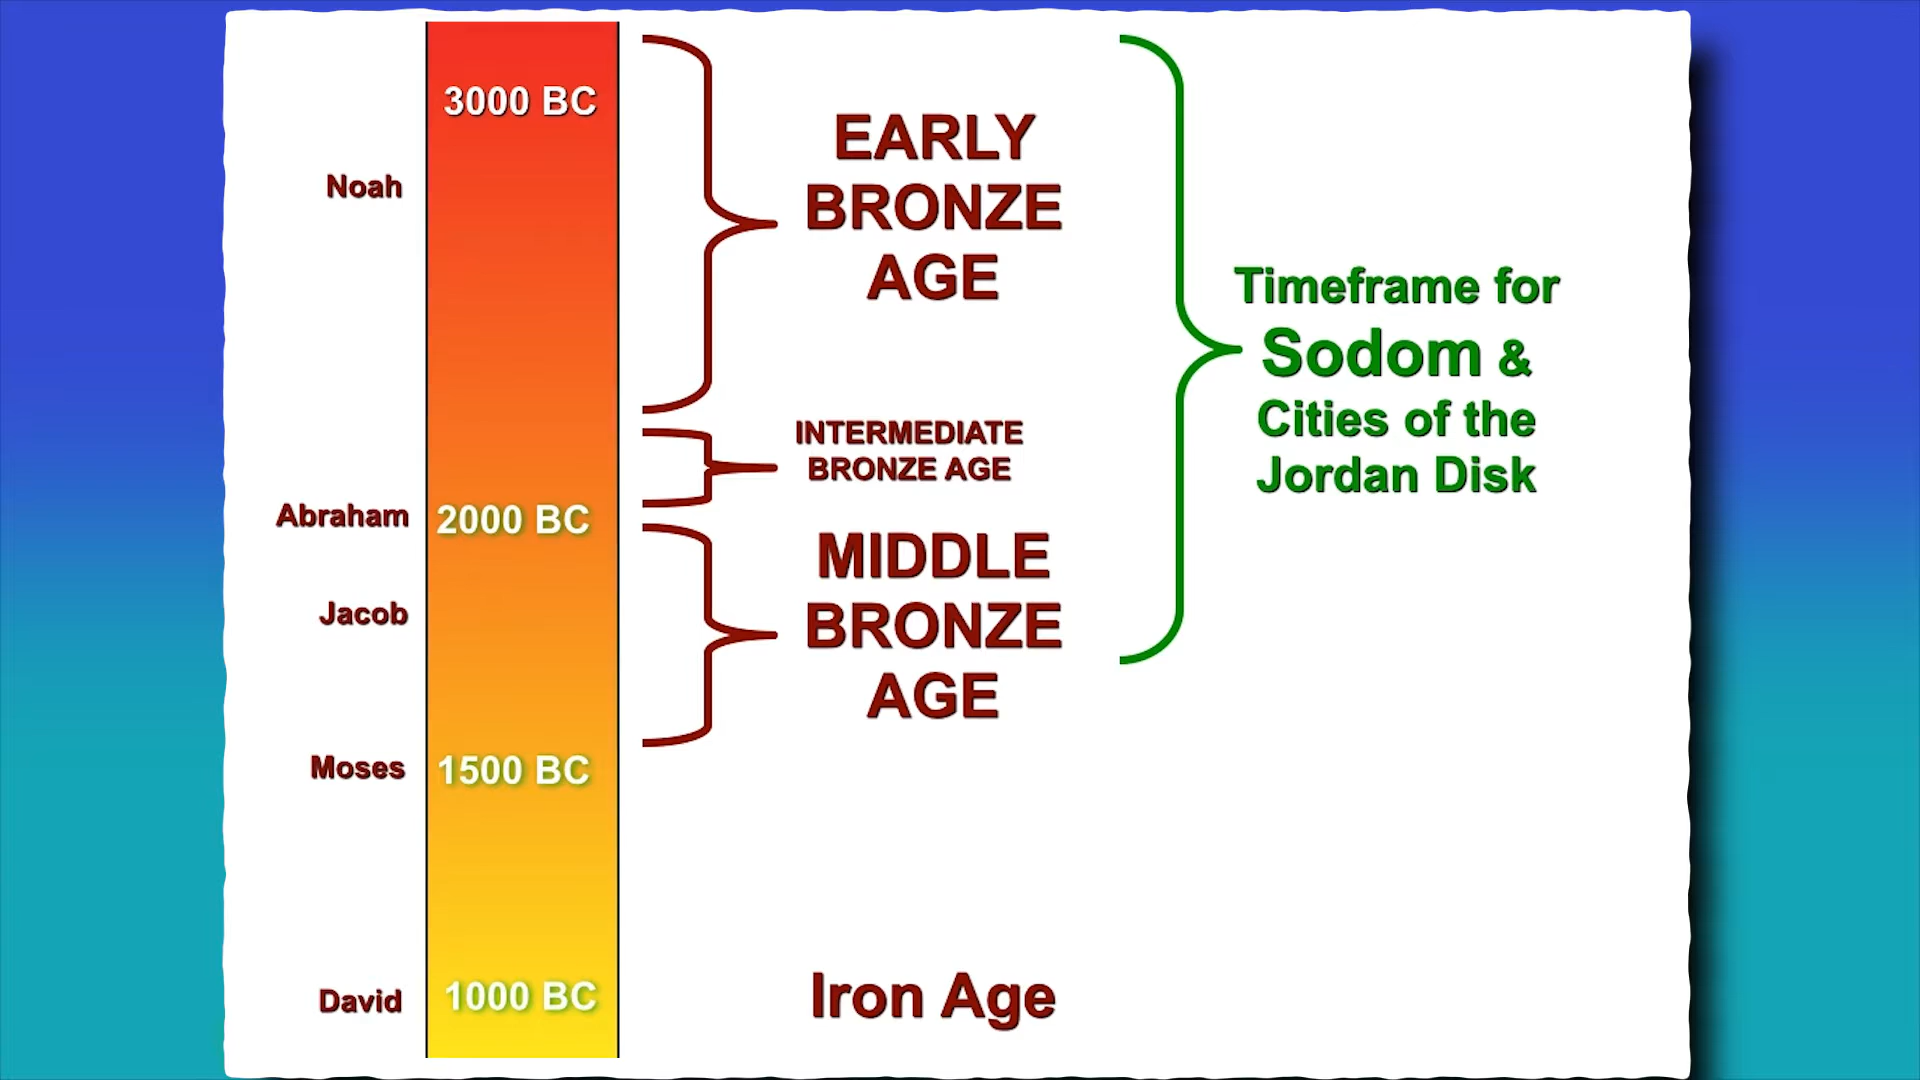 3000 BC
Noah
EARLY
BRONZE
AGE
Timeframe for
Sodom &
Cities of the
Jordan Disk
INTERMEDIATE
BRONZE AGE
Abraham
2000 BC
MIDDLE
BRONZE
AGE
Jacob
Moses
1500 BC
David
1000 BC
Iron Age